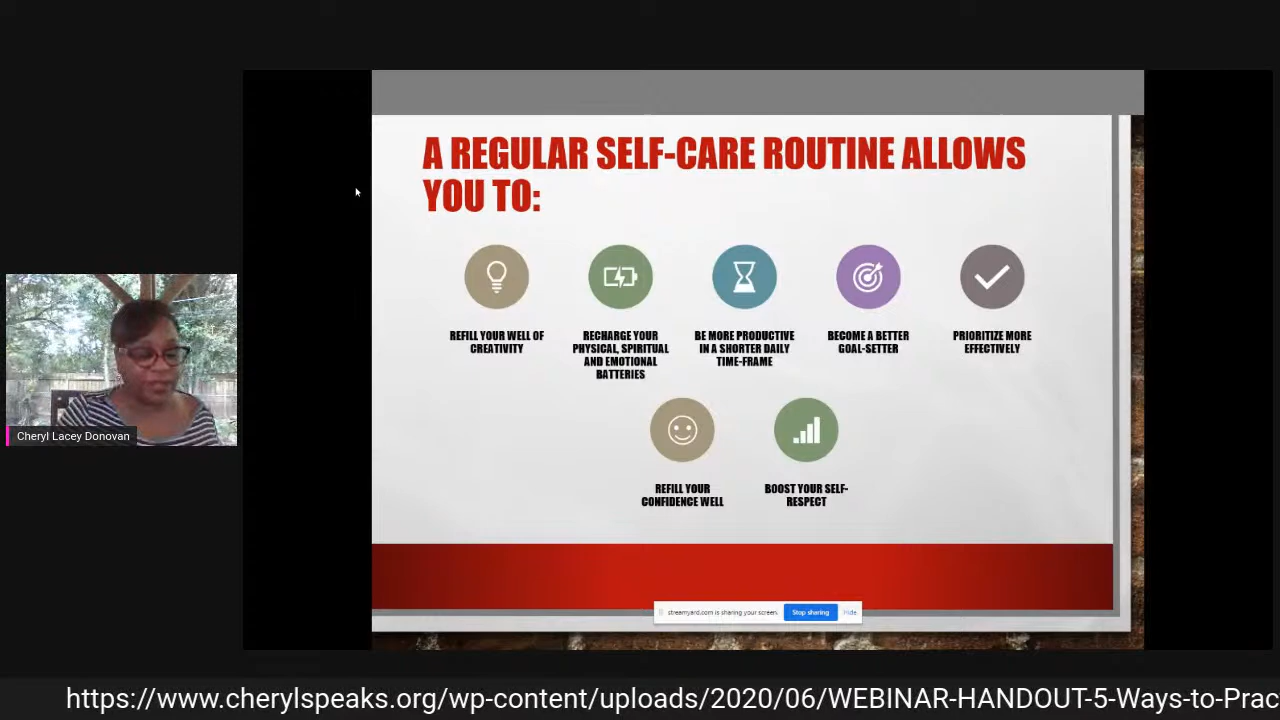 A REGULAR SELF-CARE ROUTINE ALLOWS
YOU TO:
REFILL YOUR WELL OF
CREATIVITY
RECHARGE YOUR
PHYSICAL, SPIRITUAL
AND EMOTIONAL
BATTERIES
BE MORE PRODUCTIVE
IN A SHORTER DAILY
TIME-FRAME
BECOME A BETTER
GOAL-SETTER
PRIORITIZE MORE
EFFECTIVELY
REFILL YOUR
CONFIDENCE WELL
BOOST YOUR SELF-
RESPECT
Cheryl Lacey Donovan
streamyard.com is sharing your screen.
Stop sharing
Hide
https://www.cherylspeaks.org/wp-content/uploads/2020/06/WEBINAR-HANDOUT-5-Ways-to-Prac